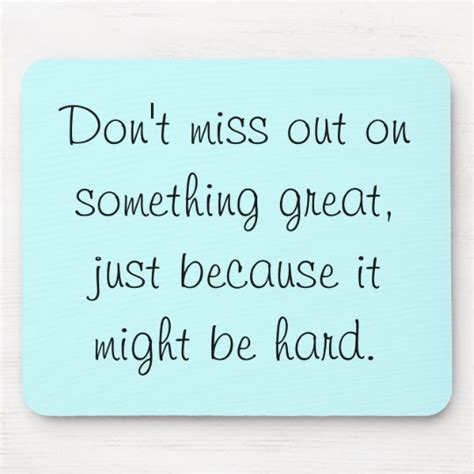 Don't miss out on
something great,
just because it
might be hard.